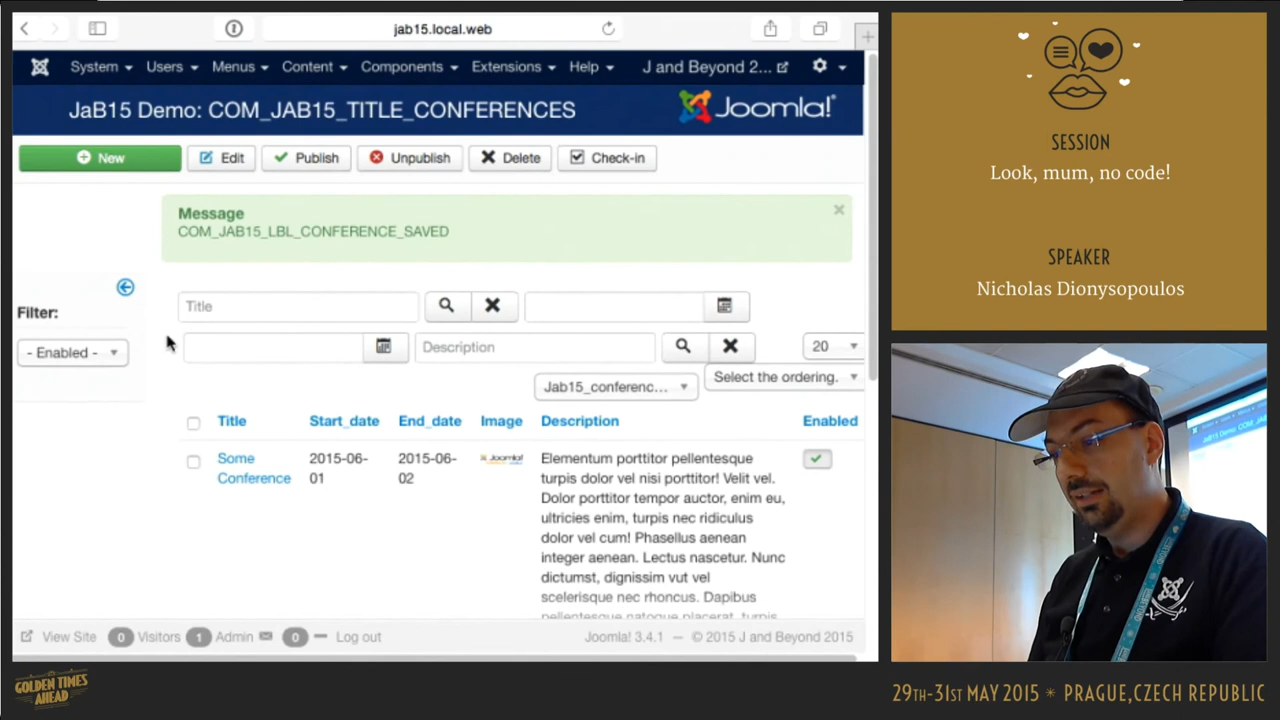 jab15.local.web
System Users Menus Content Components Extensions Help J and Beyond 2...
JaB15 Demo: COM_JAB15_TITLE_CONFERENCES
Joomla!
New Edit Publish Unpublish Delete Check-in
Message
COM_JAB15_LBL_CONFERENCE_SAVED
Filter:
- Enabled -
Title
Description
20
Jab15_conferenc...
Select the ordering.
Title Start_date End_date Image Description Enabled
Some Conference
2015-06-01
2015-06-02
Joomla!
Elementum porttitor pellentesque
turpis dolor vel nisi porttitor! Velit vel.
Dolor porttitor tempor auctor, enim eu,
ultricies enim, turpis nec ridiculus
dolor vel cum! Phasellus aenean
integer aenean. Lectus nascetur. Nunc
dictumst, dignissim vut vel
scelerisque nec rhoncus. Dapibus
pellentesque natoque placerat, turpis
View Site 0 Visitors 1 Admin 0 Log out
Joomla! 3.4.1 — © 2015 J and Beyond 2015
SESSION
Look, mum, no code!
SPEAKER
Nicholas Dionysopoulos
GOLDEN TIMES
AHEAD
29TH-31ST MAY 2015 * PRAGUE,CZECH REPUBLIC